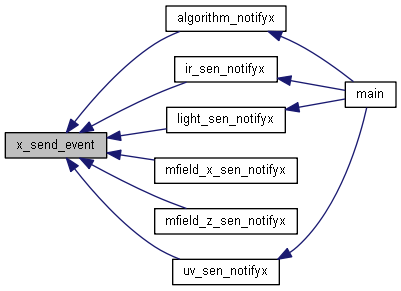 algorithm_notifyx
ir_sen_notifyx
main
light_sen_notifyx
x_send_event
mfield_x_sen_notifyx
mfield_z_sen_notifyx
uv_sen_notifyx